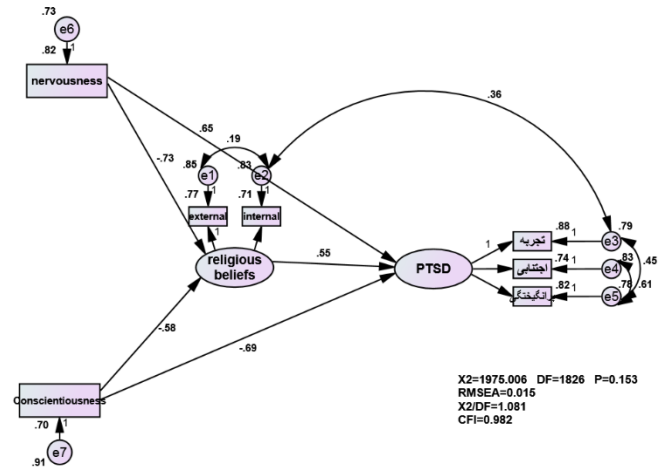 .73
e6
.82 1
nervousness
.65
-.73
.19
.36
.85 e1 1
.83 e2 1
.77
.71
external
internal
religious
beliefs
.55
PTSD
1
.88 1
تجربه
.79
e3
.74 1
اجتنابی
.83
e4
.45
.82 1
برانگیختگی
.78
e5
.61
-.58
-.69
Conscientiousness
.70 1
e7
.91
X2=1975.006 DF=1826 P=0.153
RMSEA=0.015
X2/DF=1.081
CFI=0.982